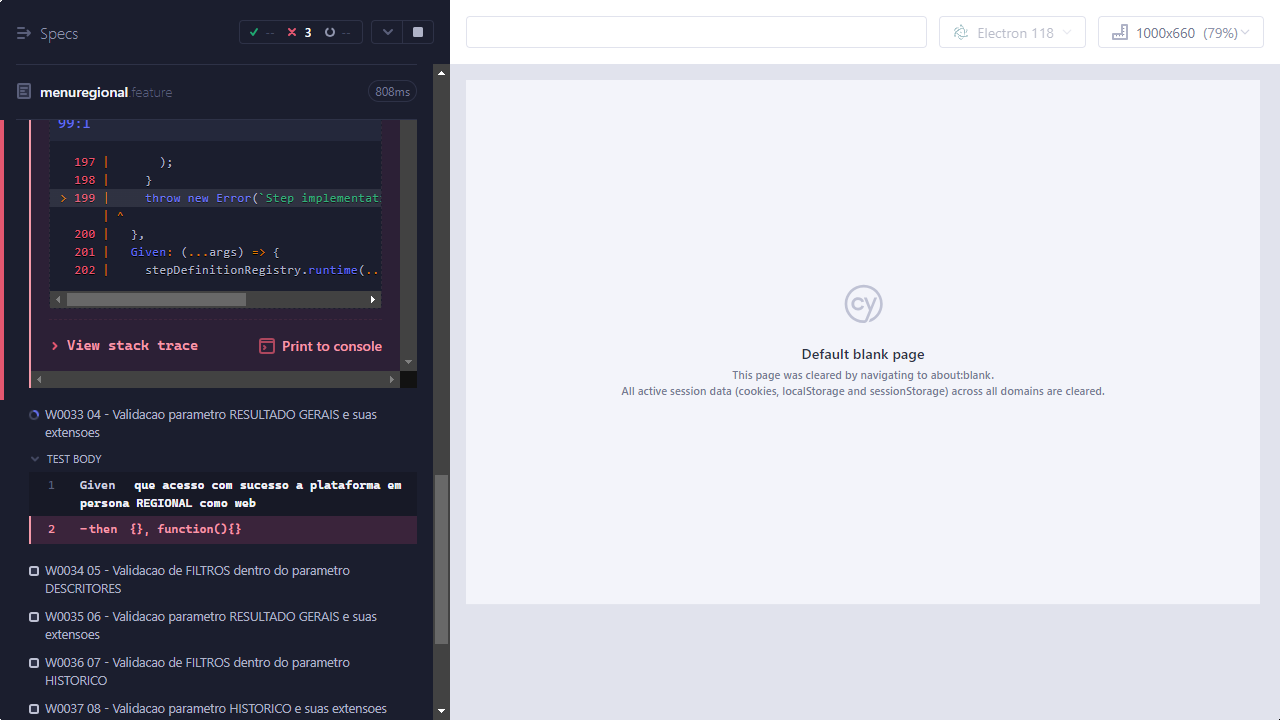 Specs
--
3
--
Electron 118
1000x660 (79%)
menuregional.feature
808ms
99:1
197 | );
198 | }
> 199 | throw new Error(`Step implementat
| ^
200 | },
201 | Given: (...args) => {
202 | stepDefinitionRegistry.runtime(..
View stack trace
Print to console
W0033 04 - Validacao parametro RESULTADO GERAIS e suas
extensoes
TEST BODY
1 Given que acesso com sucesso a plataforma em
persona REGIONAL como web
2 -then {}, function(){}
W0034 05 - Validacao de FILTROS dentro do parametro
DESCRITORES
W0035 06 - Validacao parametro RESULTADO GERAIS e suas
extensoes
W0036 07 - Validacao de FILTROS dentro do parametro
HISTORICO
W0037 08 - Validacao parametro HISTORICO e suas extensoes
cy
Default blank page
This page was cleared by navigating to about:blank.
All active session data (cookies, localStorage and sessionStorage) across all domains are cleared.